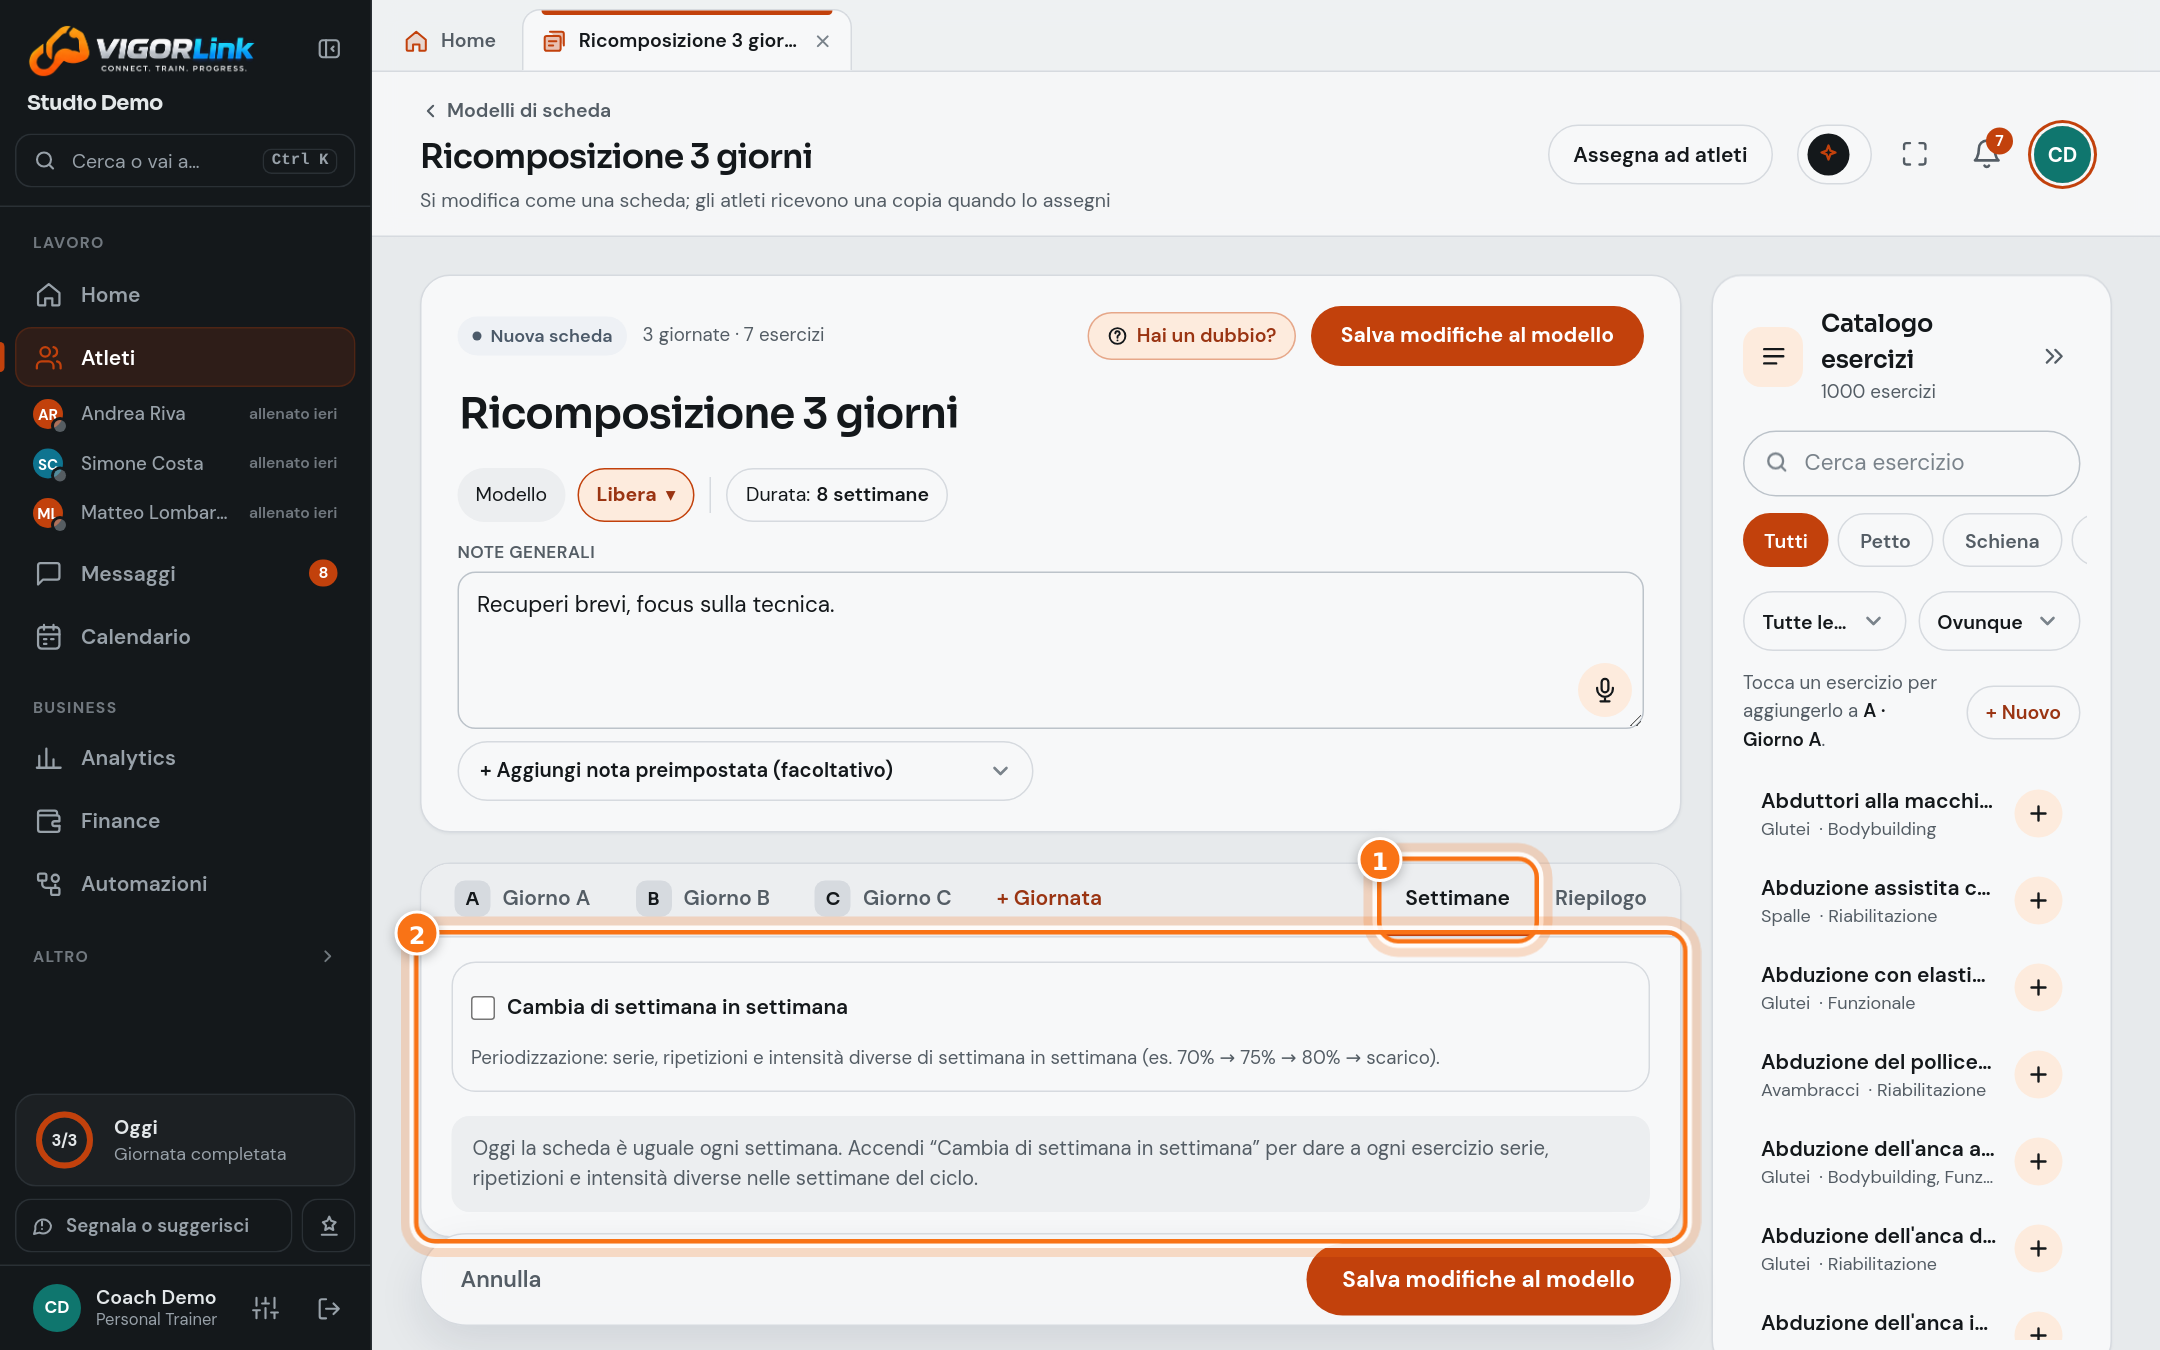 VIGORLink
CONNECT. TRAIN. PROGRESS.
Studio Demo
Cerca o vai a...
Ctrl K
LAVORO
Home
Atleti
AR
Andrea Riva
allenato ieri
SC
Simone Costa
allenato ieri
Matteo Lombar...
allenato ieri
Messaggi
8
Calendario
BUSINESS
Analytics
Finance
Automazioni
ALTRO
3/3
Oggi
Giornata completata
Segnala o suggerisci
CD
Coach Demo
Personal Trainer
Home
Ricomposizione 3 gior...
Modelli di scheda
Ricomposizione 3 giorni
Si modifica come una scheda; gli atleti ricevono una copia quando lo assegni
Assegna ad atleti
7
CD
Nuova scheda
3 giornate · 7 esercizi
Hai un dubbio?
Salva modifiche al modello
Ricomposizione 3 giorni
Modello
Libera ▾
Durata: 8 settimane
NOTE GENERALI
Recuperi brevi, focus sulla tecnica.
+ Aggiungi nota preimpostata (facoltativo)
1
A
Giorno A
B
Giorno B
C
Giorno C
+ Giornata
Settimane
Riepilogo
2
Cambia di settimana in settimana
Periodizzazione: serie, ripetizioni e intensità diverse di settimana in settimana (es. 70% → 75% → 80% → scarico).
Oggi la scheda è uguale ogni settimana. Accendi “Cambia di settimana in settimana” per dare a ogni esercizio serie,
ripetizioni e intensità diverse nelle settimane del ciclo.
Annulla
Salva modifiche al modello
Catalogo
esercizi
1000 esercizi
Cerca esercizio
Tutti
Petto
Schiena
Tutte le...
Ovunque
Tocca un esercizio per
aggiungerlo a A ·
Giorno A.
+ Nuovo
Abduttori alla macchi...
Glutei · Bodybuilding
Abduzione assistita c...
Spalle · Riabilitazione
Abduzione con elasti...
Glutei · Funzionale
Abduzione del pollice...
Avambracci · Riabilitazione
Abduzione dell'anca a...
Glutei · Bodybuilding, Funz...
Abduzione dell'anca d...
Glutei · Riabilitazione
Abduzione dell'anca i...